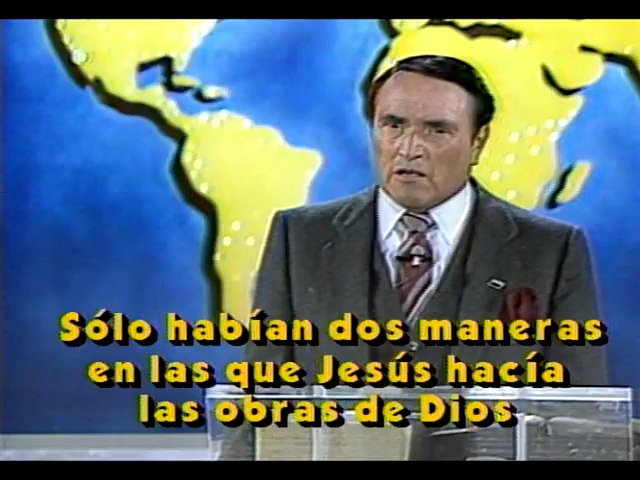 Sólo habían dos maneras
en las que Jesús hacía
las obras de Dios